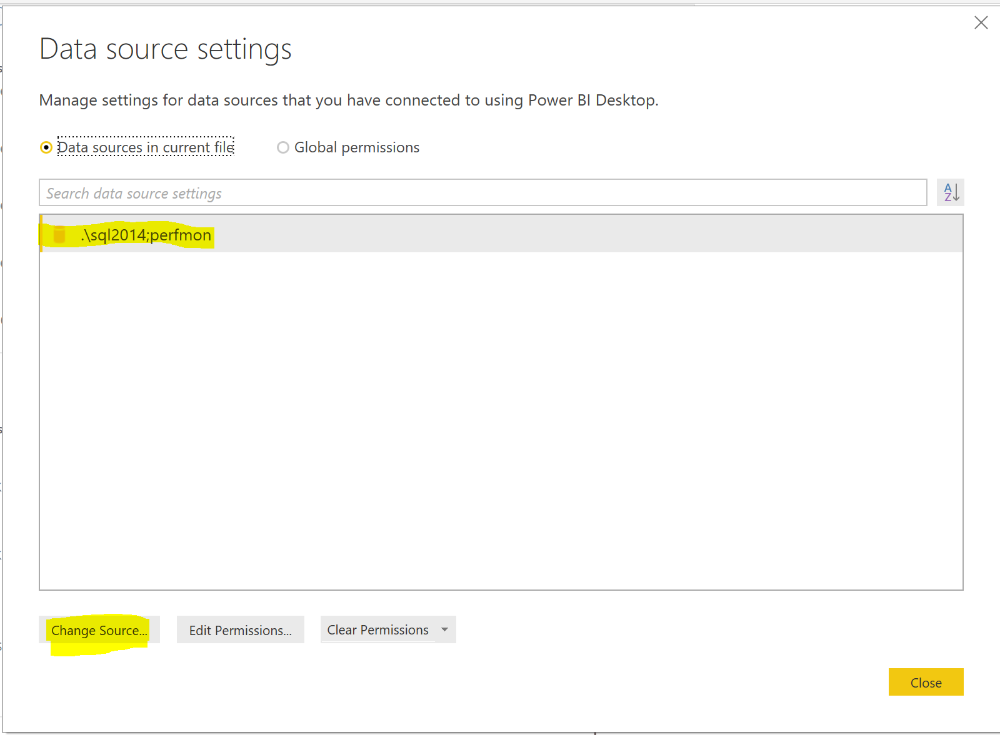 Data source settings
Manage settings for data sources that you have connected to using Power BI Desktop.
Data sources in current file Global permissions
Search data source settings
A
Z
.\sql2014;perfmon
Change Source... Edit Permissions... Clear Permissions
Close